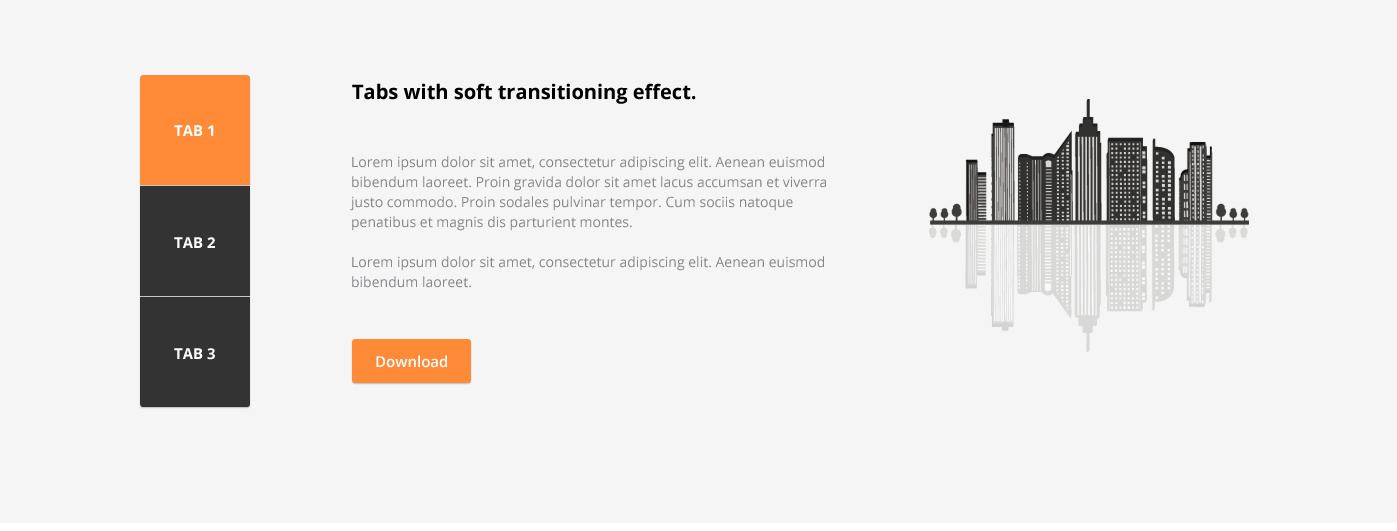 TAB 1
TAB 2
TAB 3
Tabs with soft transitioning effect.
Lorem ipsum dolor sit amet, consectetur adipiscing elit. Aenean euismod
bibendum laoreet. Proin gravida dolor sit amet lacus accumsan et viverra
justo commodo. Proin sodales pulvinar tempor. Cum sociis natoque
penatibus et magnis dis parturient montes.
Lorem ipsum dolor sit amet, consectetur adipiscing elit. Aenean euismod
bibendum laoreet.
Download